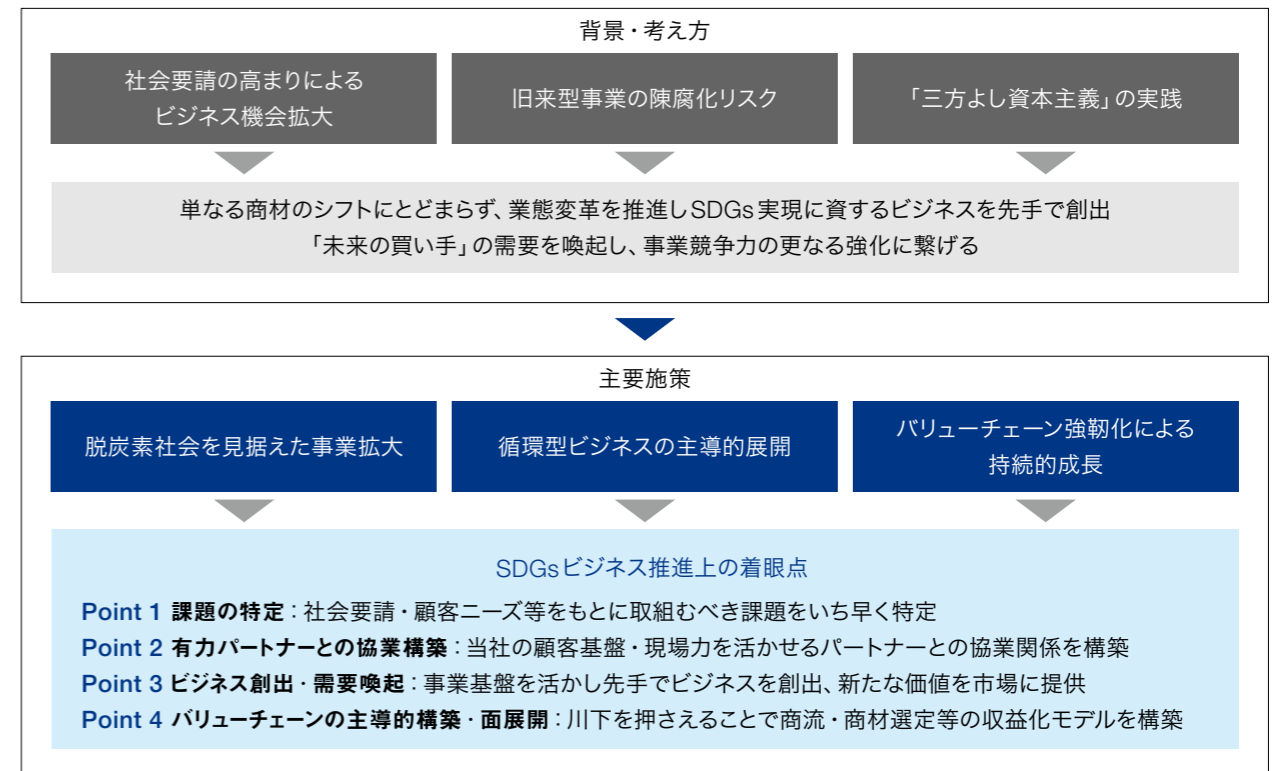 背景・考え方
社会要請の高まりによる
ビジネス機会拡大
旧来型事業の陳腐化リスク
「三方よし資本主義」の実践
単なる商材のシフトにとどまらず、業態変革を推進しSDGs実現に資するビジネスを先手で創出
「未来の買い手」の需要を喚起し、事業競争力の更なる強化に繋げる
主要施策
脱炭素社会を見据えた事業拡大
循環型ビジネスの主導的展開
バリューチェーン強靭化による
持続的成長
SDGsビジネス推進上の着眼点
Point 1 課題の特定：社会要請・顧客ニーズ等をもとに取組むべき課題をいち早く特定
Point 2 有力パートナーとの協業構築：当社の顧客基盤・現場力を活かせるパートナーとの協業関係を構築
Point 3 ビジネス創出・需要喚起：事業基盤を活かし先手でビジネスを創出、新たな価値を市場に提供
Point 4 バリューチェーンの主導的構築・面展開：川下を押さえることで商流・商材選定等の収益化モデルを構築